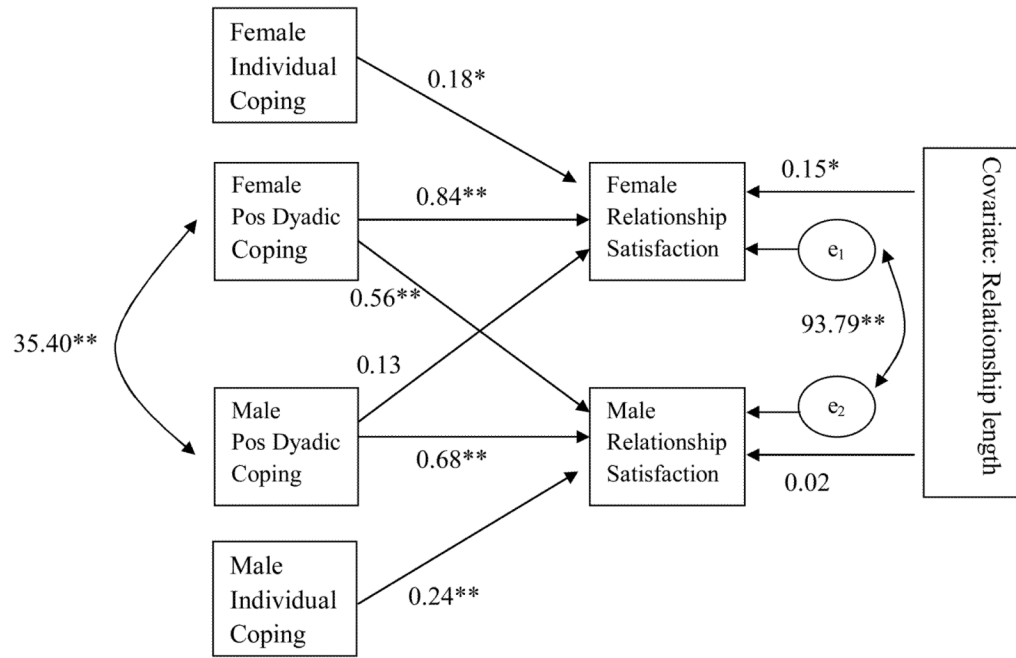 Female
Individual
Coping
0.18*
Female
Pos Dyadic
Coping
0.84**
Female
Relationship
Satisfaction
0.15*
e1
Covariate: Relationship length
0.56**
35.40**
93.79**
0.13
Male
Pos Dyadic
Coping
0.68**
Male
Relationship
Satisfaction
e2
0.02
Male
Individual
Coping
0.24**